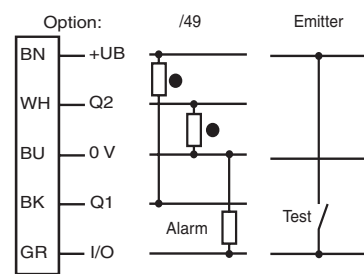 Option: /49 Emitter
BN +UB
WH Q2
BU 0 V
BK Q1
Alarm Test
GR I/O